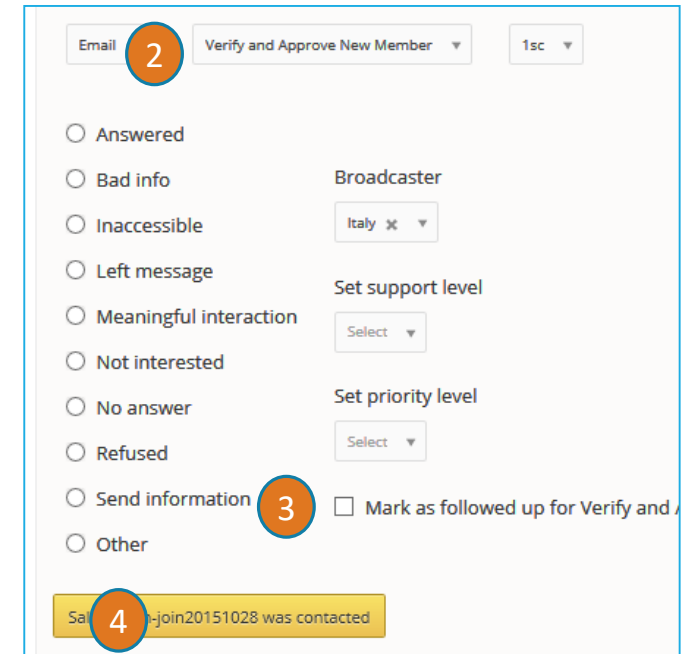 Email
2
Verify and Approve New Member
1sc
Answered
Bad info
Inaccessible
Left message
Meaningful interaction
Not interested
No answer
Refused
Send information
Other
Broadcaster
Italy
Set support level
Select
Set priority level
Select
3
Mark as followed up for Verify and
4
-join20151028 was contacted